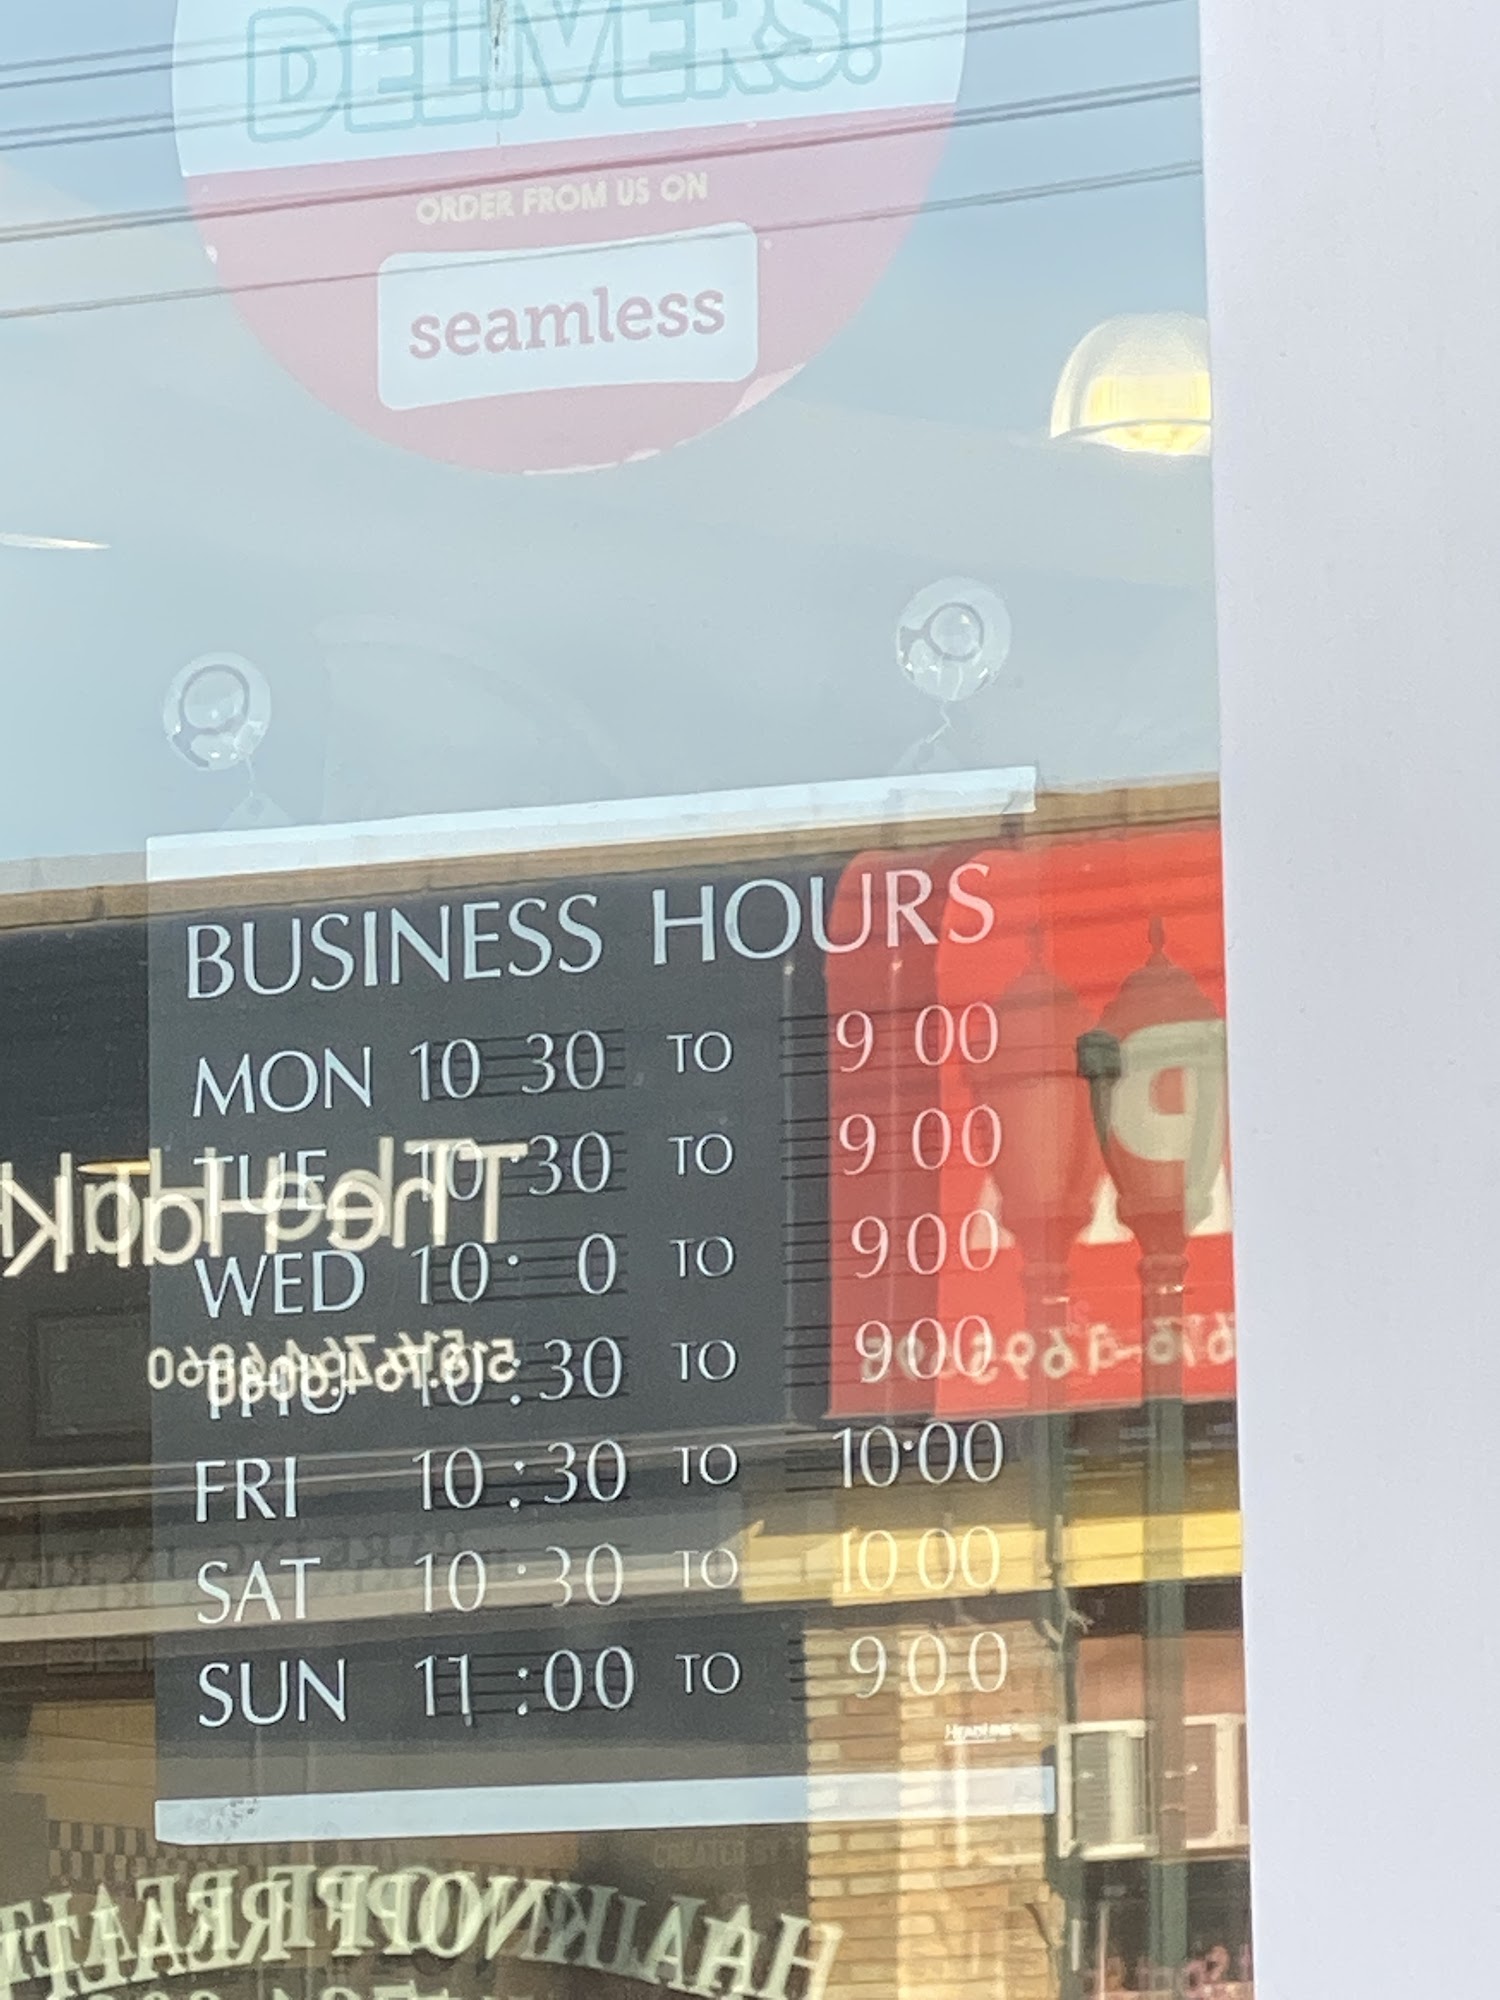 DELIVERS!
ORDER FROM US ON
seamless
BUSINESS HOURS
MON 10 30 TO 9 00
TUE 10 30 TO 9 00
WED 10: 0 TO 900
THU 10:30 TO 900
FRI 10:30 TO 10:00
SAT 10:30 TO 10 00
SUN 11:00 TO 900
HEADLINE